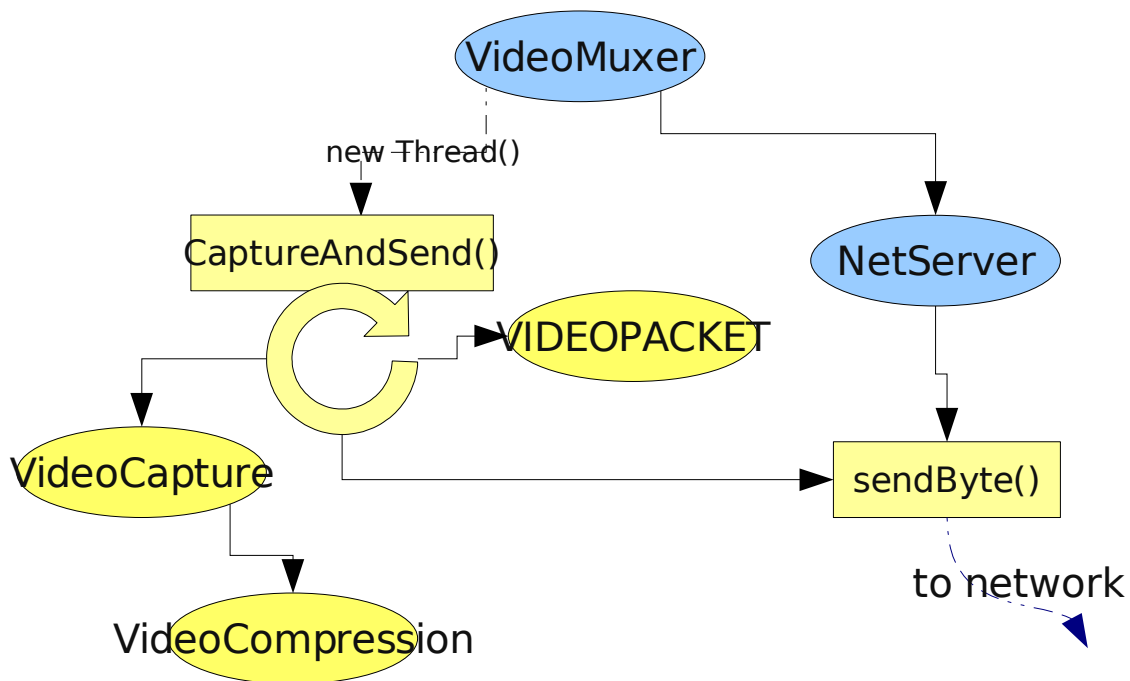 VideoMuxer
new Thread()
CaptureAndSend()
NetServer
VIDEOPACKET
VideoCapture
sendByte()
to network
VideoCompression